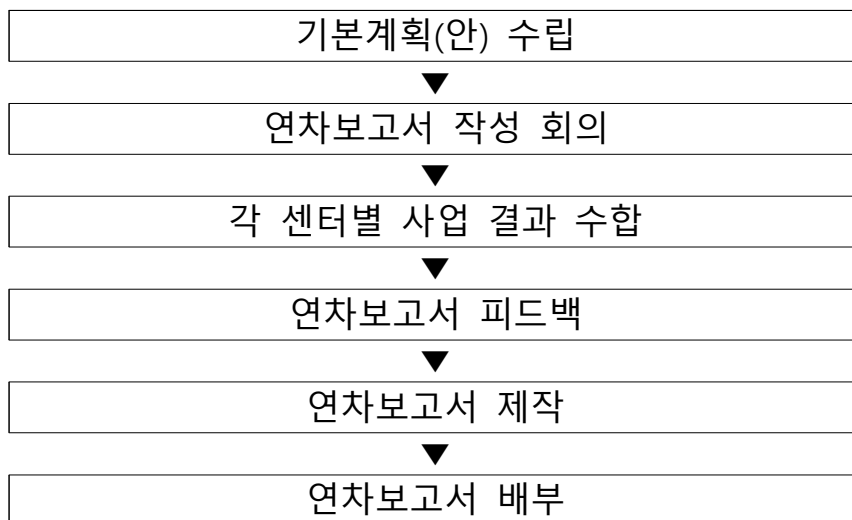 기본계획(안) 수립
▼
연차보고서 작성 회의
▼
각 센터별 사업 결과 수합
▼
연차보고서 피드백
▼
연차보고서 제작
▼
연차보고서 배부